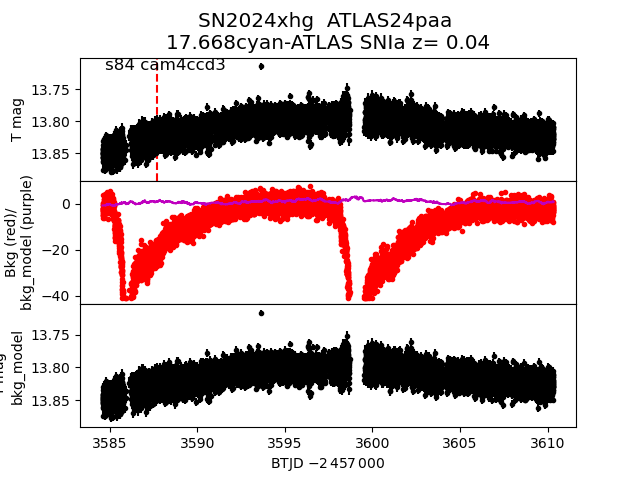 SN2024xhg ATLAS24paa
17.668cyan-ATLAS SNIa z= 0.04
s84 cam4ccd3
13.75
13.80
13.85
T mag
0
−20
−40
Bkg (red)/
bkg_model (purple)
13.75
13.80
13.85
mag
bkg_model
3585
3590
3595
3600
3605
3610
BTJD −2 457 000